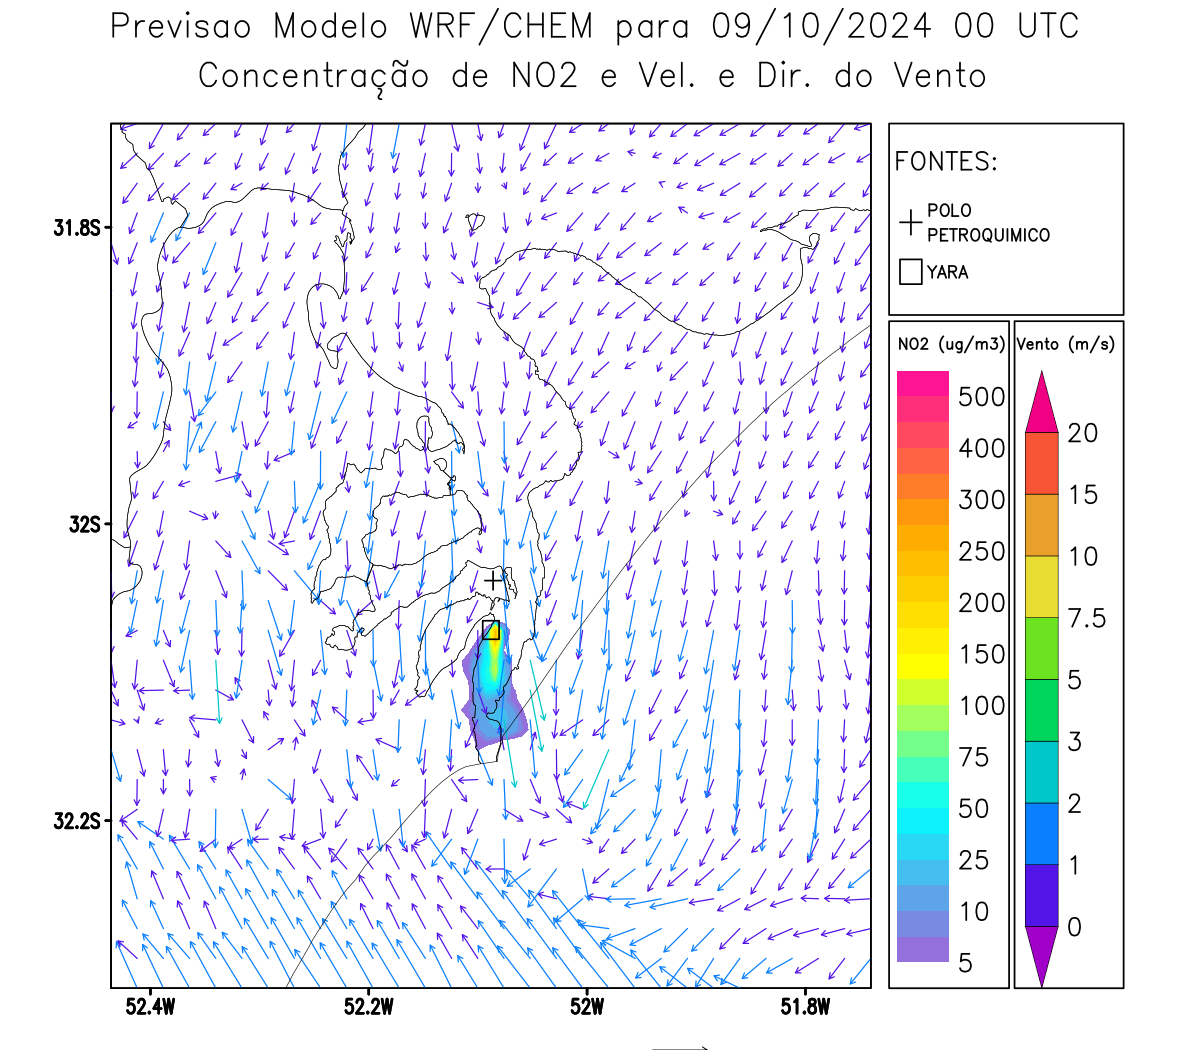 Previsao Modelo WRF/CHEM para 09/10/2024 00 UTC
Concentração de NO2 e Vel. e Dir. do Vento
FONTES:
POLO
PETROQUIMICO
YARA
NO2 (ug/m3)
500
400
300
250
200
150
100
75
50
25
10
5
Vento (m/s)
20
15
10
7.5
5
3
2
1
0
31.8S
32S
32.2S
52.4W
52.2W
52W
51.8W